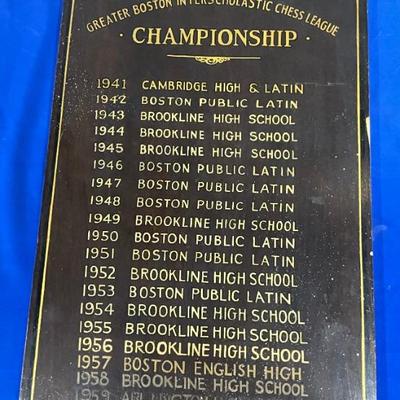 GREATER BOSTON INTERSCHOLASTIC CHESS LEAGUE
· CHAMPIONSHIP ·
1941 CAMBRIDGE HIGH & LATIN
1942 BOSTON PUBLIC LATIN
1943 BROOKLINE HIGH SCHOOL
1944 BROOKLINE HIGH SCHOOL
1945 BROOKLINE HIGH SCHOOL
1946 BOSTON PUBLIC LATIN
1947 BOSTON PUBLIC LATIN
1948 BOSTON PUBLIC LATIN
1949 BROOKLINE HIGH SCHOOL
1950 BOSTON PUBLIC LATIN
1951 BOSTON PUBLIC LATIN
1952 BROOKLINE HIGH SCHOOL
1953 BOSTON PUBLIC LATIN
1954 BROOKLINE HIGH SCHOOL
1955 BROOKLINE HIGH SCHOOL
1956 BROOKLINE HIGH SCHOOL
1957 BOSTON ENGLISH HIGH
1958 BROOKLINE HIGH SCHOOL
1959 ARLINGTON